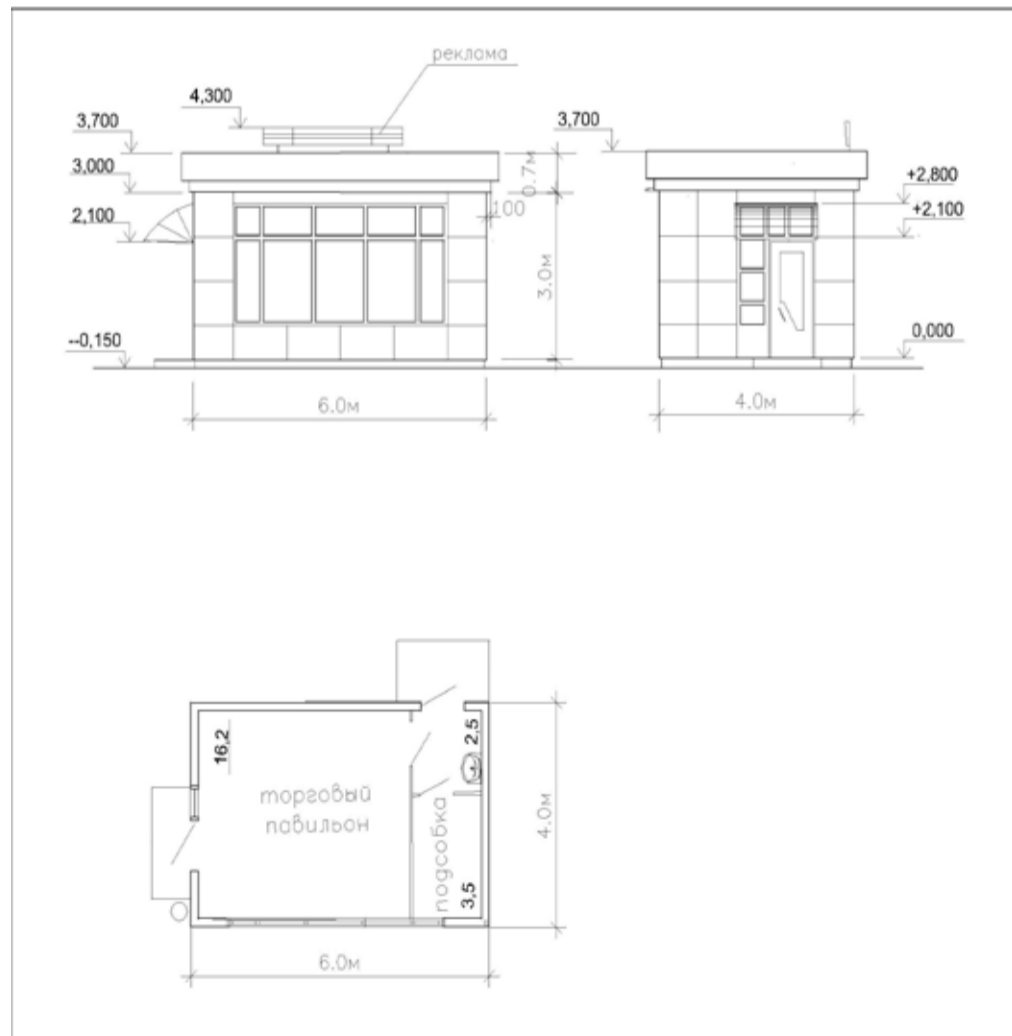 реклама
4,300
3,700
3,000
2,100
--0,150
0.7м
100
3.0м
6.0м
3,700
+2,800
+2,100
0,000
4.0м
16,2
торговый
павильон
2,5
подсобка
3,5
4.0м
6.0м